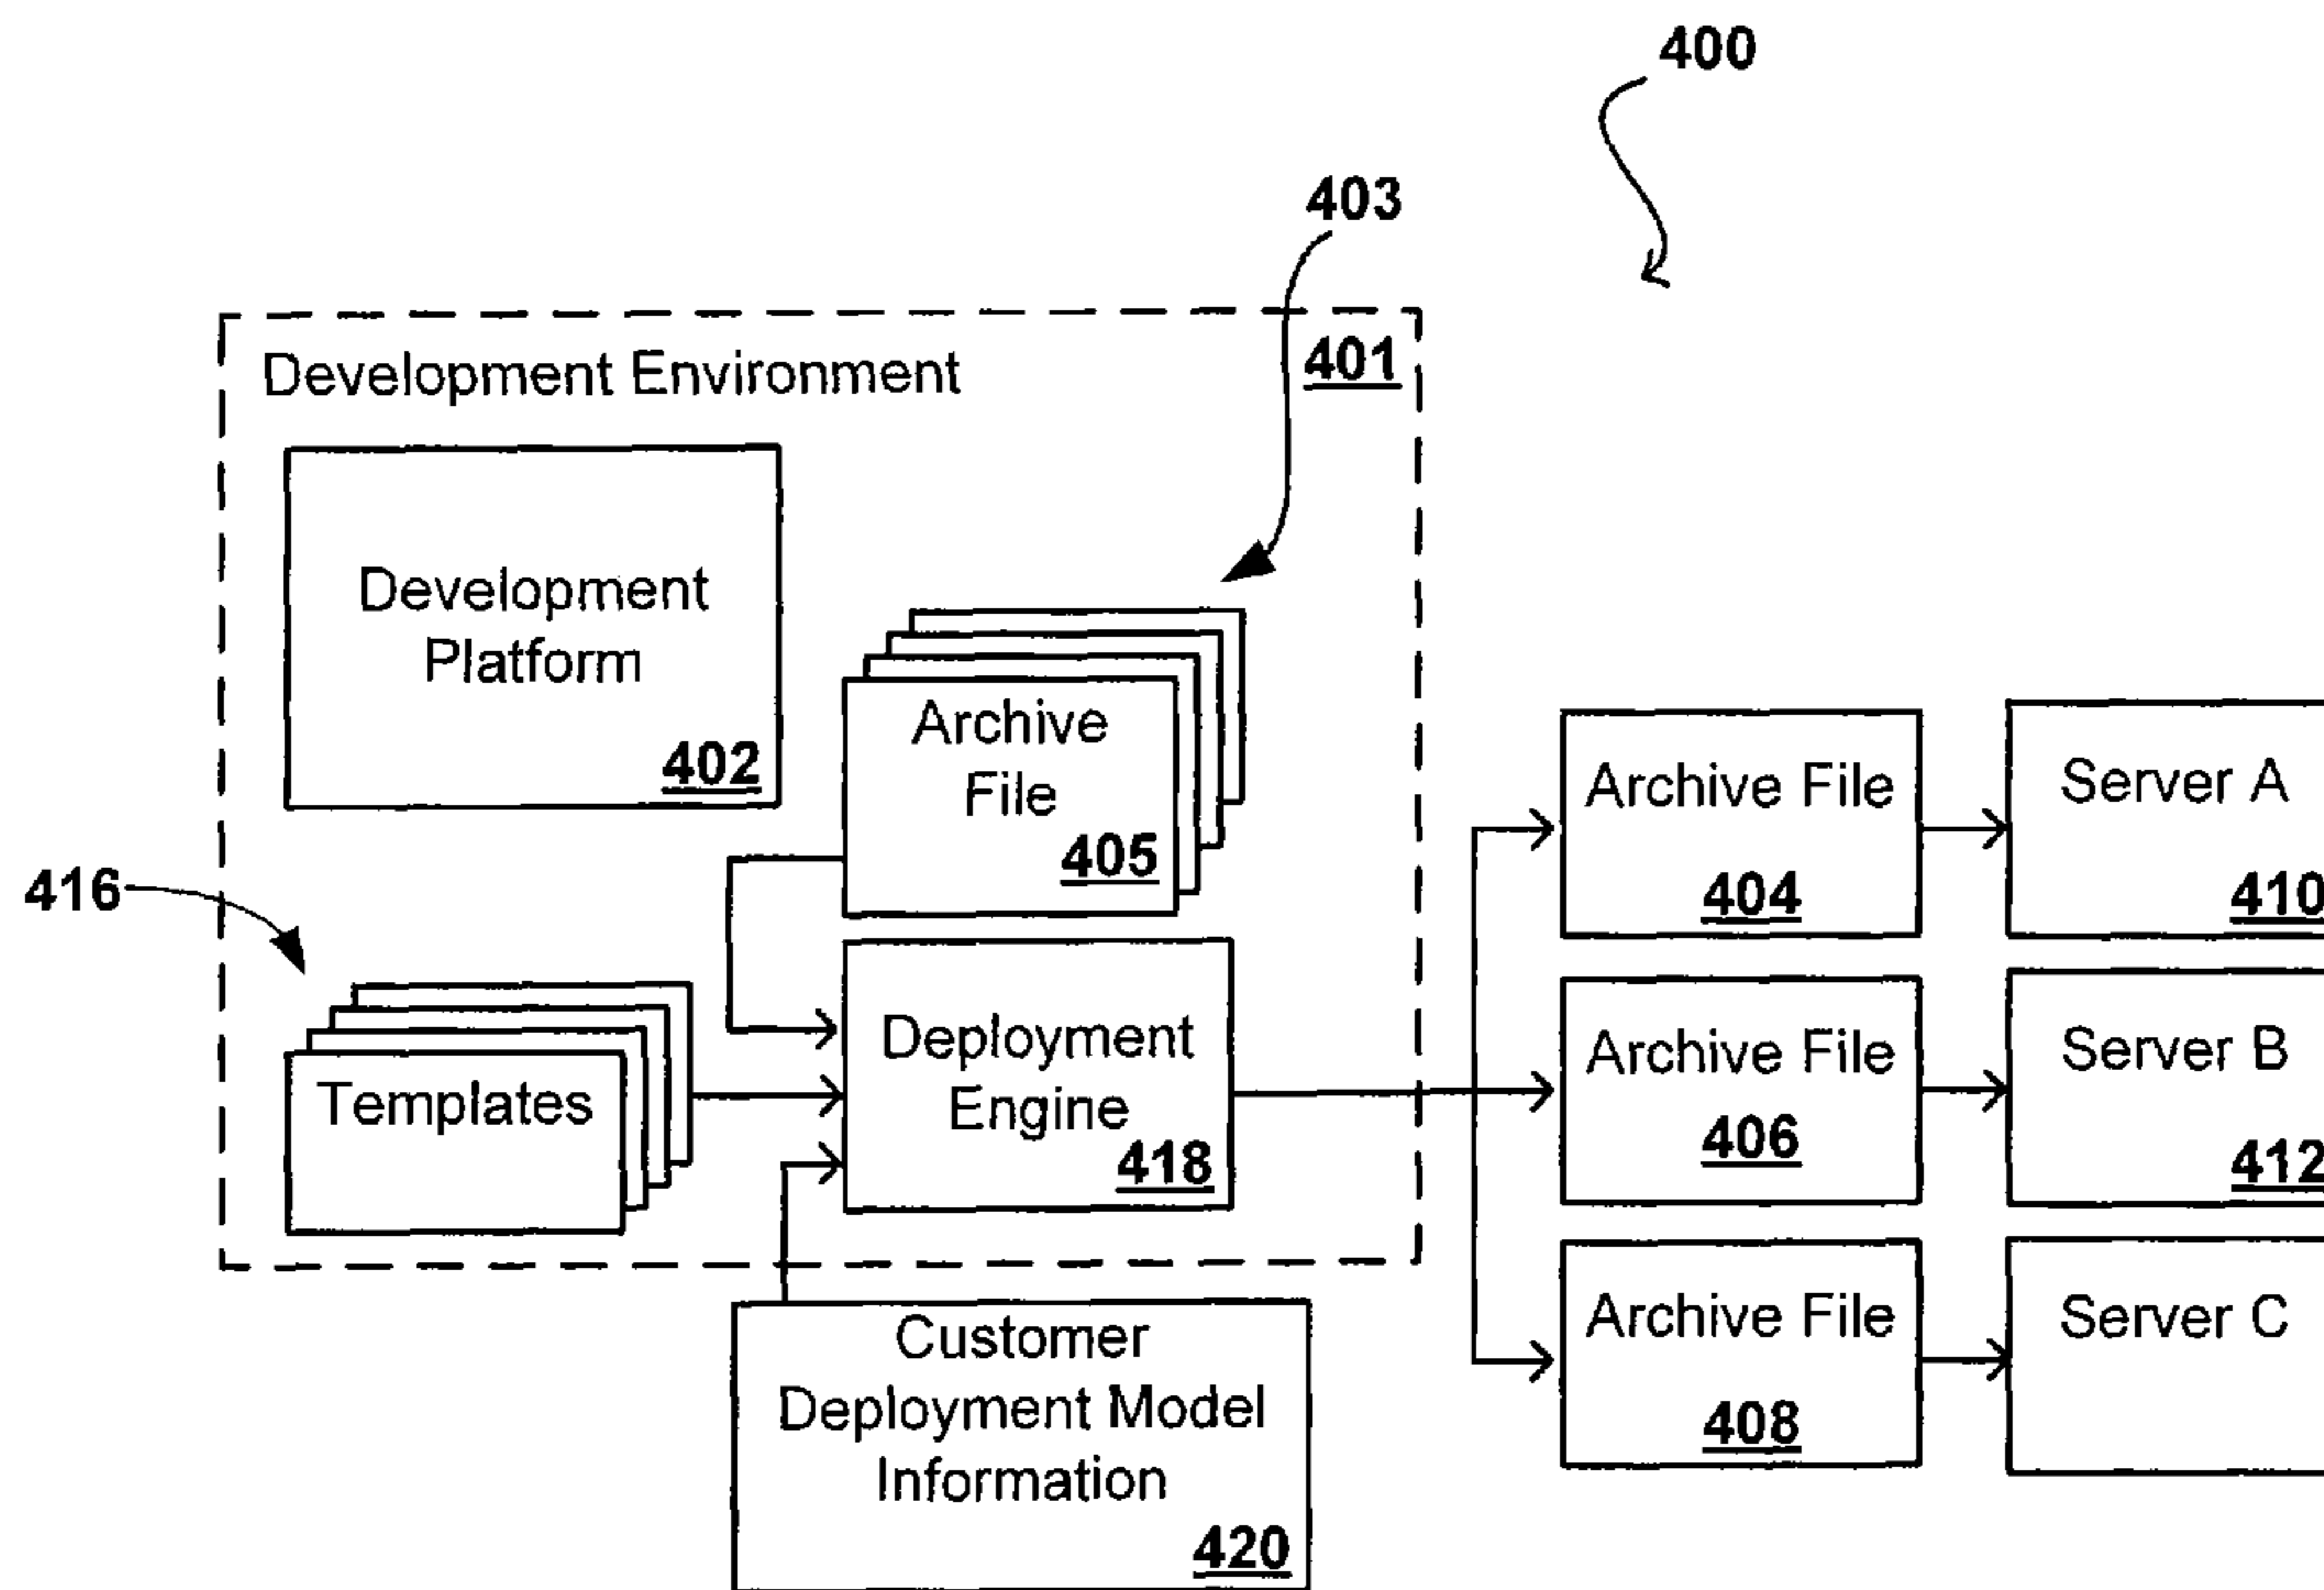 400
403
Development Environment
401
Development
Platform
402
Archive
File
405
416
Templates
Deployment
Engine
418
Archive File
404
Server A
410
Archive File
406
Server B
412
Archive File
408
Server C
Customer
Deployment Model
Information
420